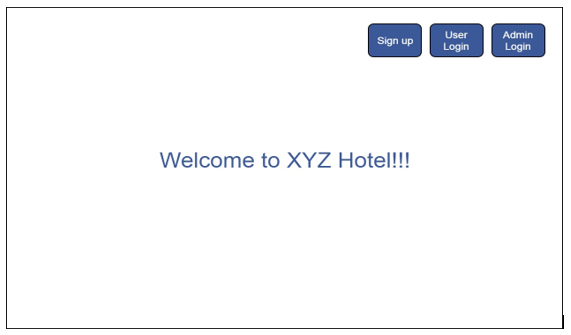 Sign up
User
Login
Admin
Login
Welcome to XYZ Hotel!!!